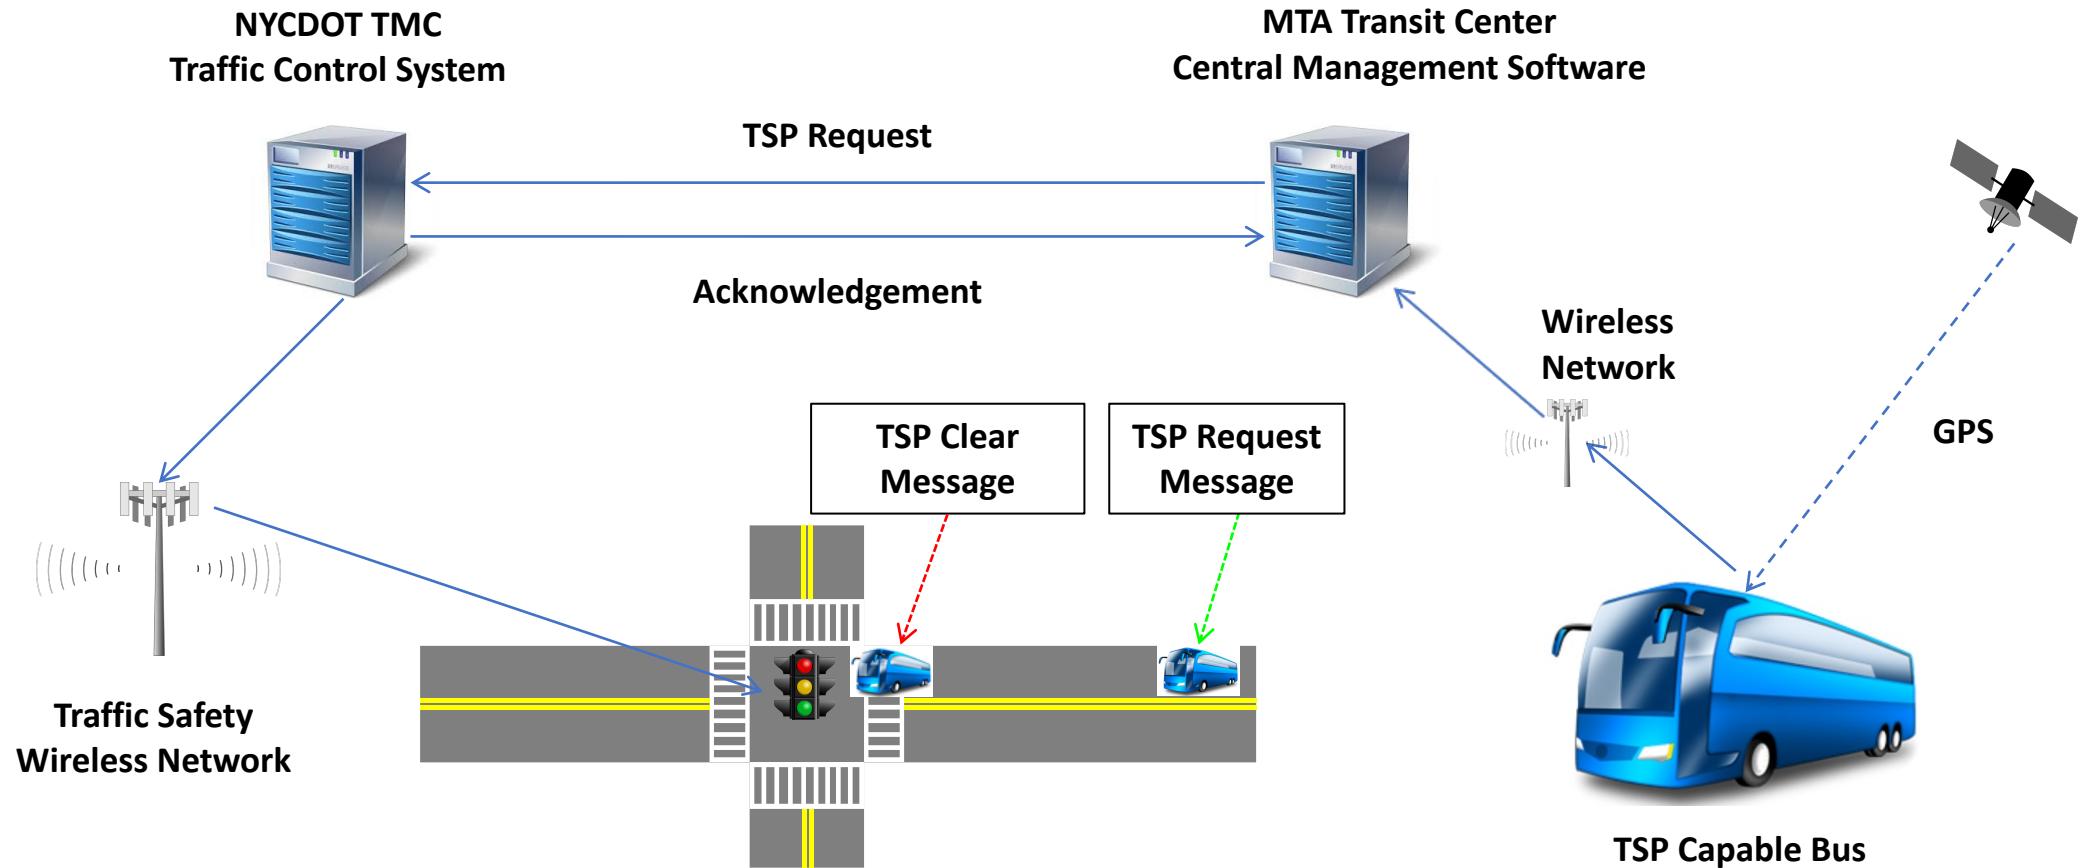 NYCDOT TMC
Traffic Control System
MTA Transit Center
Central Management Software
TSP Request
Acknowledgement
Wireless
Network
GPS
TSP Clear
Message
TSP Request
Message
Traffic Safety
Wireless Network
TSP Capable Bus